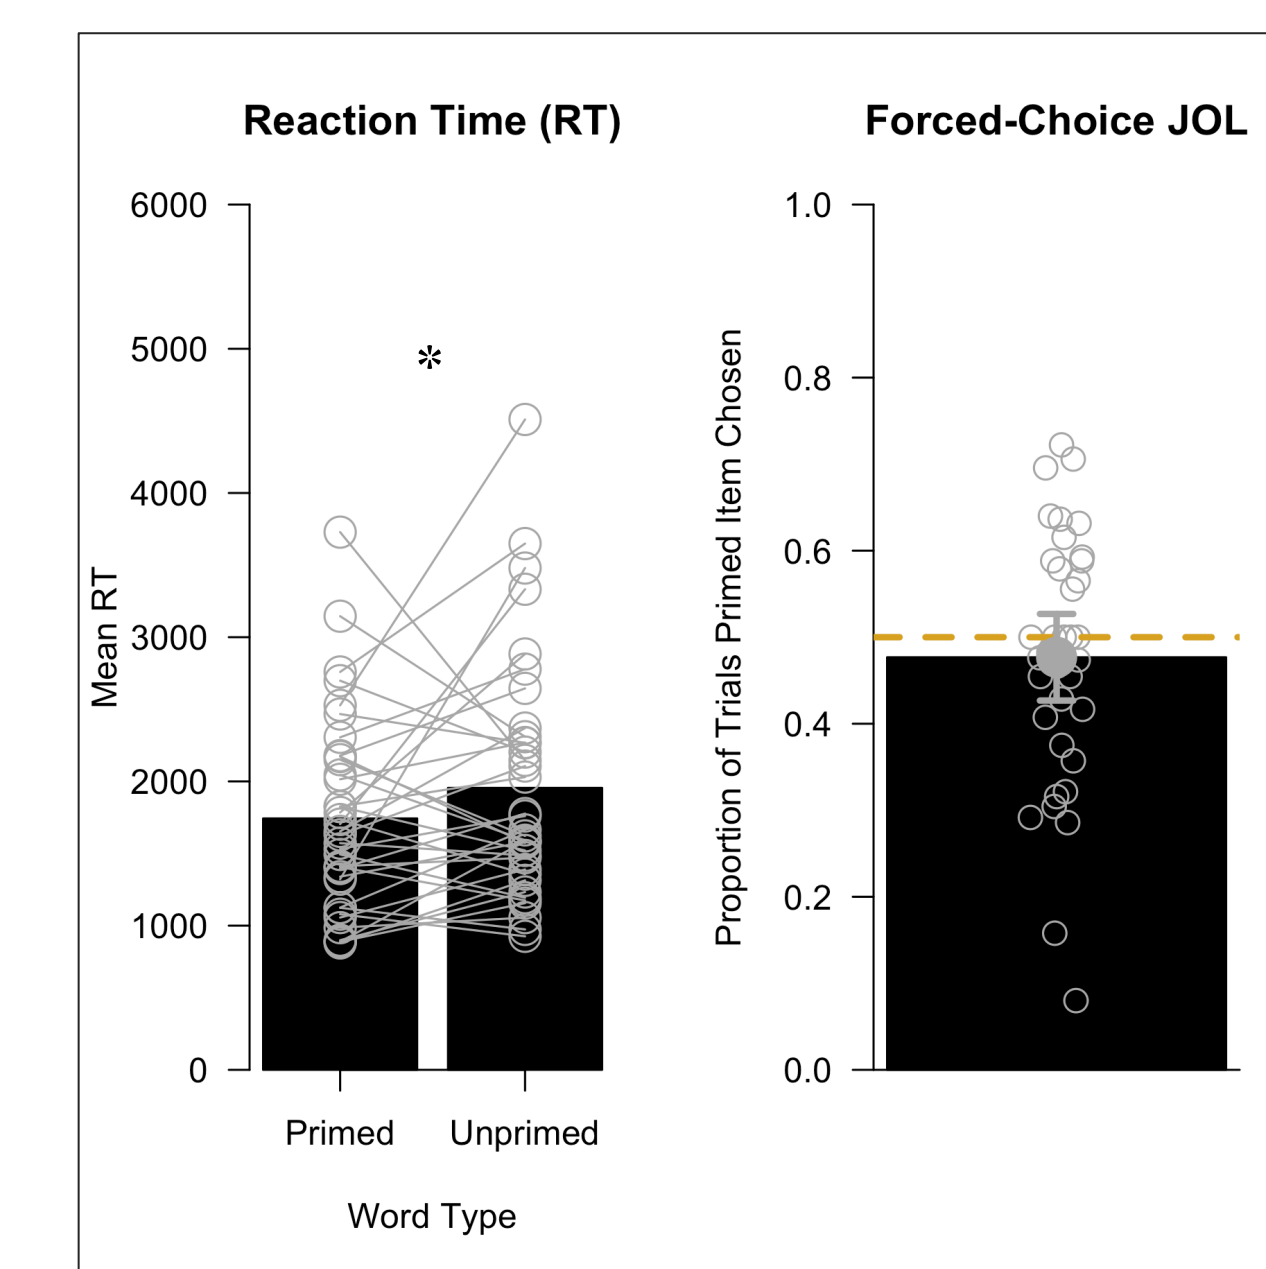 Reaction Time (RT)
6000
5000
4000
3000
2000
1000
0
Mean RT
*
Primed
Unprimed
Word Type
Forced-Choice JOL
1.0
0.8
0.6
0.4
0.2
0.0
Proportion of Trials Primed Item Chosen